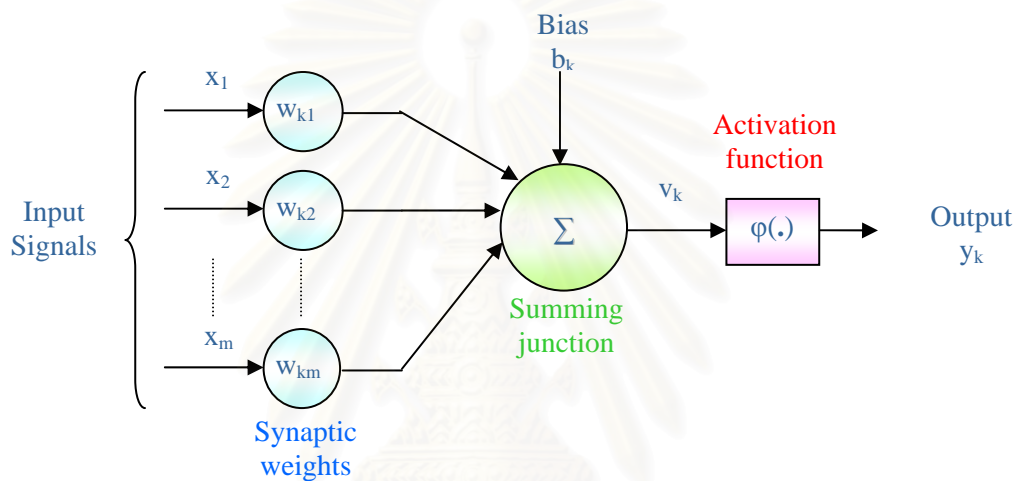 Bias
bₖ
x₁
wₖ₁
Activation
function
x₂
wₖ₂
vₖ
Input
Signals
Σ
φ(.)
Output
yₖ
xₘ
wₖₘ
Summing
junction
Synaptic
weights